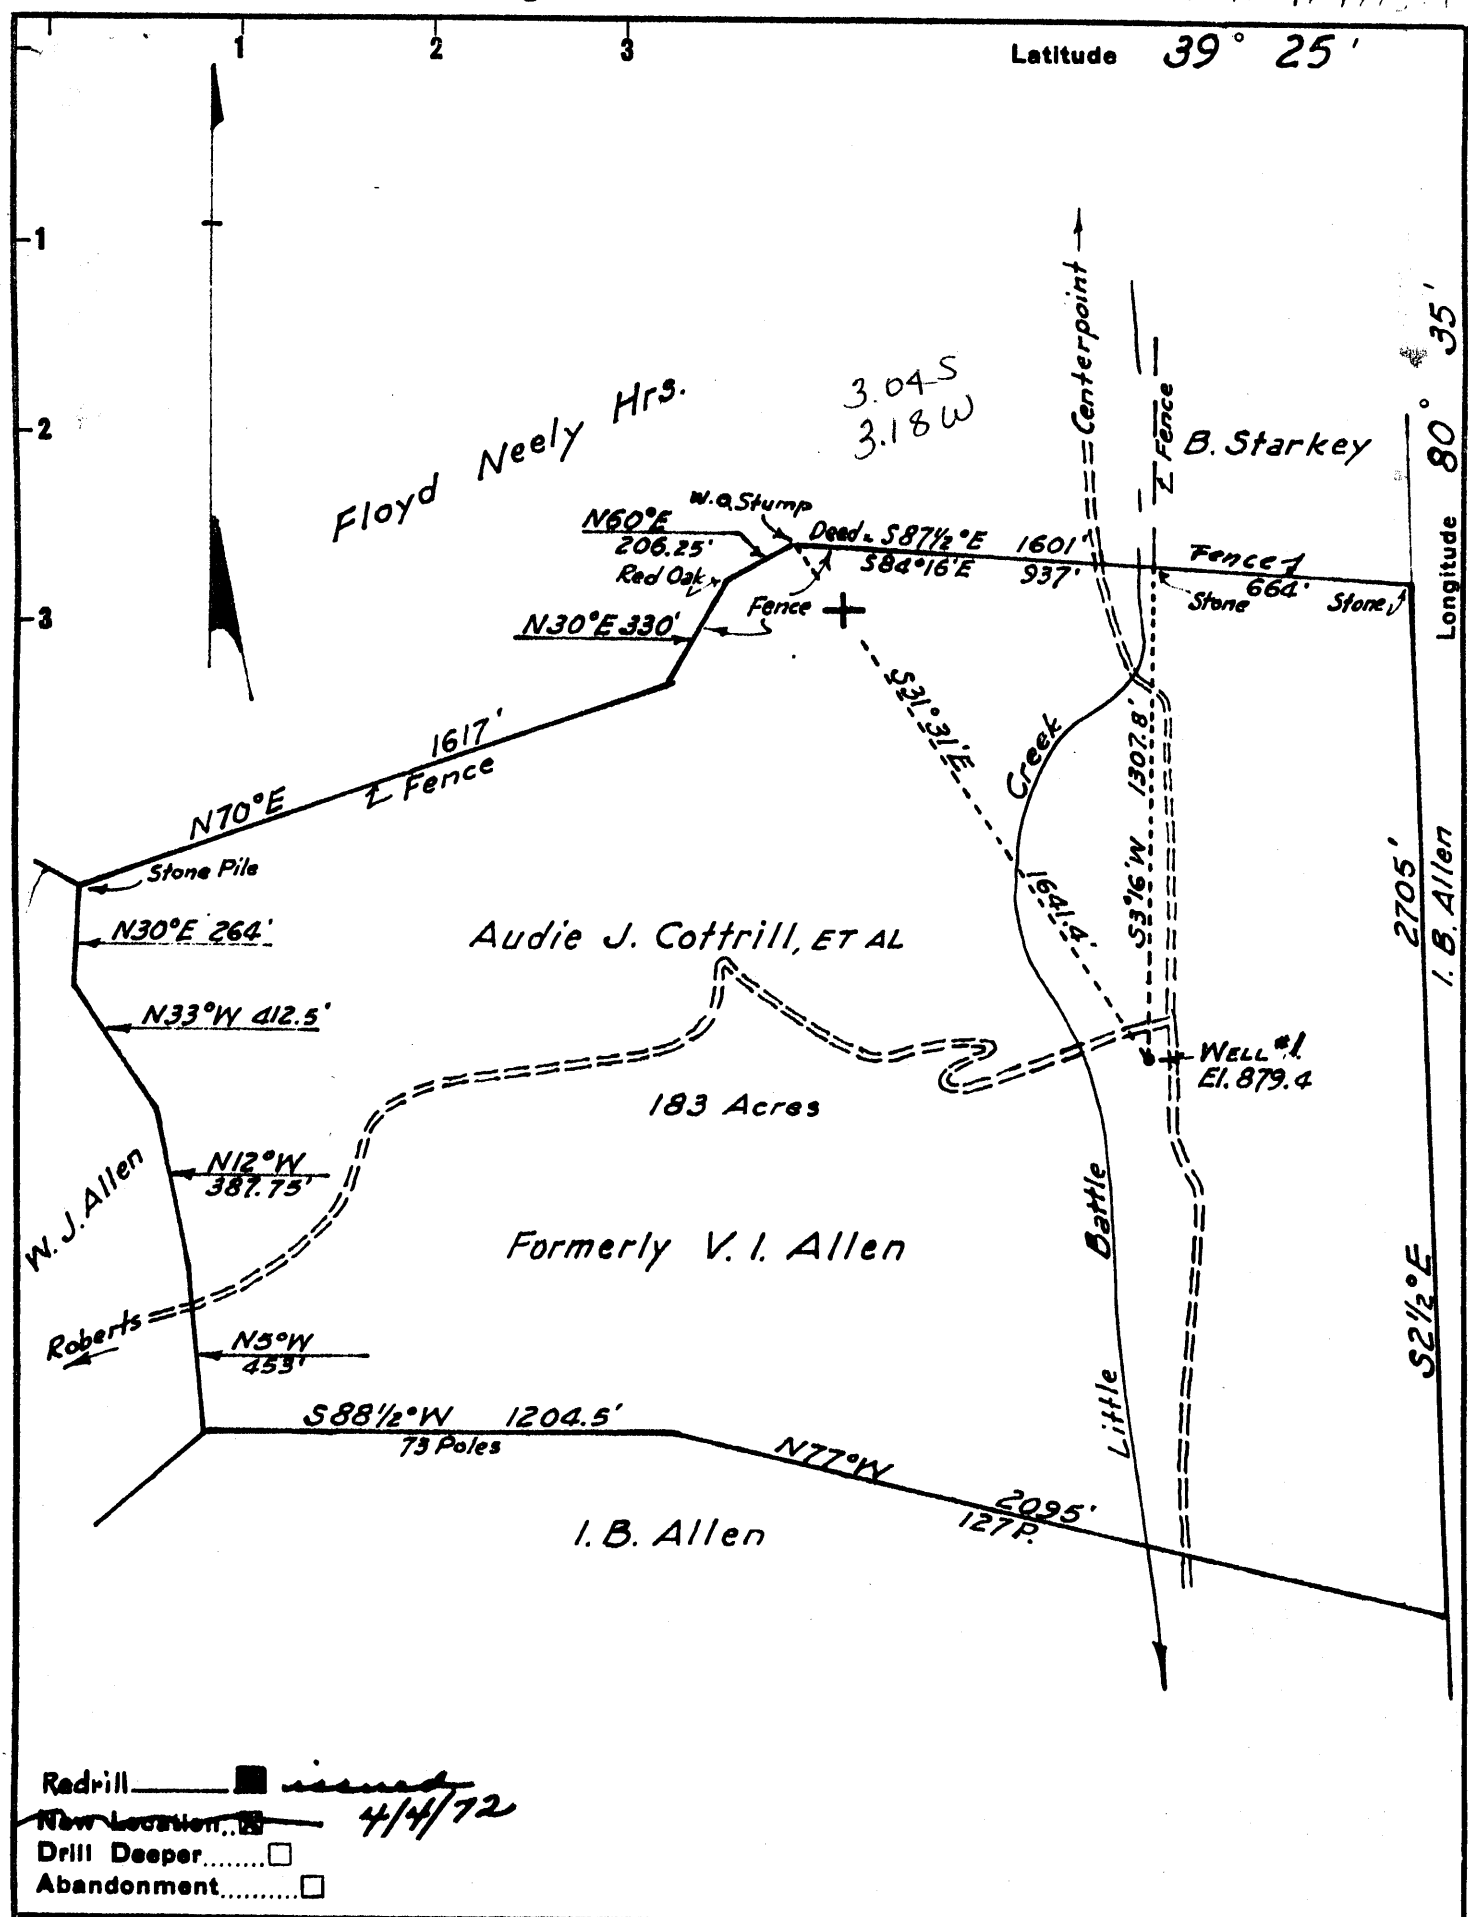 1 2 3
Latitude 39° 25'
-1
-2
-3
Longitude 80° 35'
3.04 S
3.18 W
Centerpoint
Fence
B. Starkey
Floyd Neely Hrs.
W.O. Stump
N60°E
206.25'
Red Oak
Deed = S87½°E 1601'
S84°16'E 937'
Fence
664'
Stone
Stone
Fence
N30°E 330'
S31°31'E
1641.4'
Creek
S3°16'W 1307.8'
1617'
N70°E
Fence
Stone Pile
N30°E 264'
Audie J. Cottrill, ET AL
2705'
I. B. Allen
N33°W 412.5'
WELL #1
El. 879.4
183 Acres
N12°W
387.75'
W. J. Allen
Formerly V. I. Allen
Battle
Little
S2½°E
Roberts
N5°W
453'
S88½°W 1204.5'
73 Poles
N77°W
2095'
127 P.
I. B. Allen
Redrill issued
New Location.. 4/4/72
Drill Deeper.......
Abandonment..........